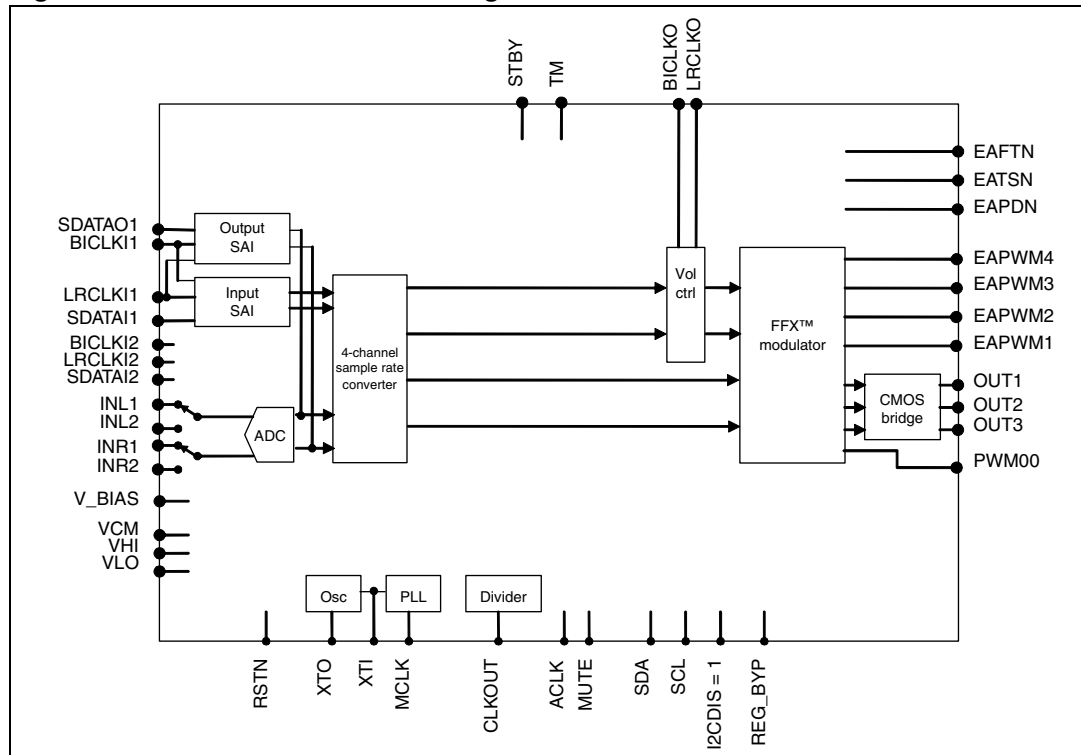 STBY
TM
BICLKO
LRCLKO
EAFTN
EATSN
EAPDN
EAPWM4
EAPWM3
EAPWM2
EAPWM1
OUT1
OUT2
OUT3
PWM00
SDATAO1
BICLKI1
LRCLKI1
SDATAI1
BICLKI2
LRCLKI2
SDATAI2
INL1
INL2
INR1
INR2
V_BIAS
VCM
VHI
VLO
Output
SAI
Input
SAI
ADC
4-channel
sample rate
converter
Vol
ctrl
FFX™
modulator
CMOS
bridge
Osc
PLL
Divider
RSTN
XTO
XTI
MCLK
CLKOUT
ACLK
MUTE
SDA
SCL
I2CDIS = 1
REG_BYP